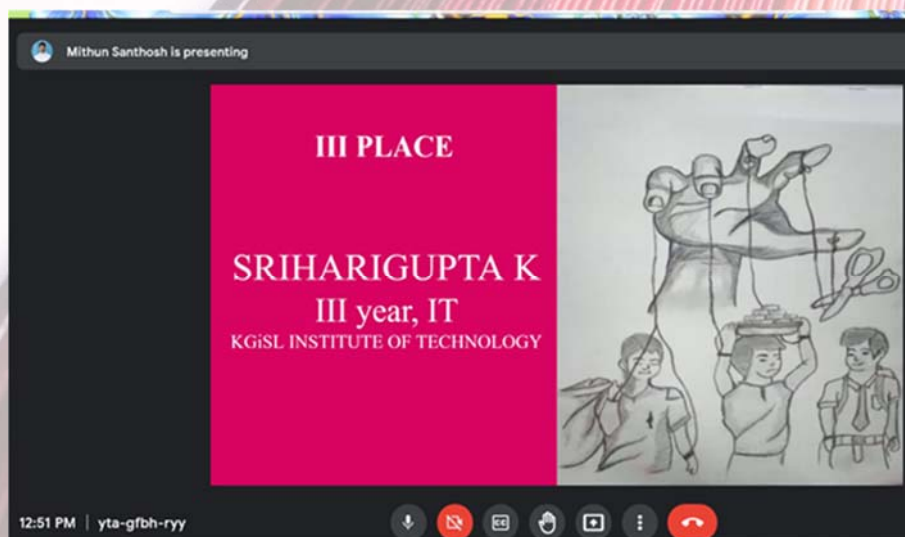 Mithun Santhosh is presenting
III PLACE
SRIHARIGUPTA K
III year, IT
KGiSL INSTITUTE OF TECHNOLOGY
12:51 PM | yta-gfbh-ryy
CC